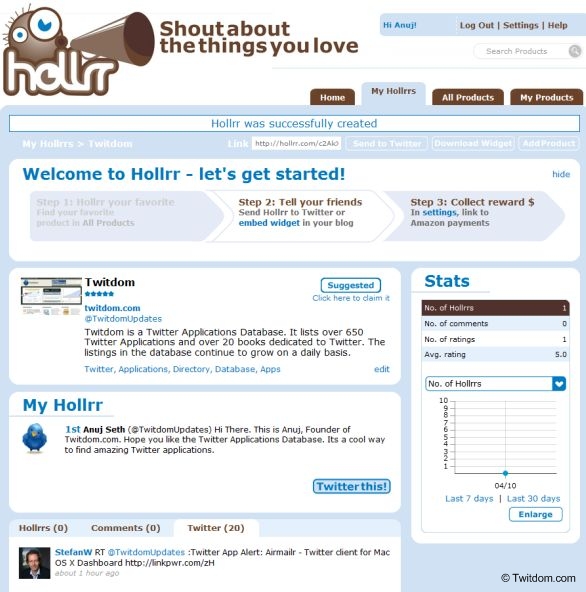 Hi Anuj!
Log Out | Settings | Help
hollrr
Shout about
the things you love
Search Products
Home
My Hollrrs
All Products
My Products
Hollrr was successfully created
My Hollrrs > Twitdom
Link
http://hollrr.com/c2Ak
Send to Twitter
Download Widget
Add Product
Welcome to Hollrr - let's get started!
hide
Step 1: Hollrr your favorite
Find your favorite
product in All Products
Step 2: Tell your friends
Send Hollrr to Twitter or
embed widget in your blog
Step 3: Collect reward $
In settings, link to
Amazon payments
Twitdom
Suggested
Click here to claim it
twitdom.com
@TwitdomUpdates
Twitdom is a Twitter Applications Database. It lists over 650
Twitter Applications and over 20 books dedicated to Twitter. The
listings in the database continue to grow on a daily basis.
Twitter, Applications, Directory, Database, Apps
edit
Stats
No. of Hollrrs 1
No. of comments 0
No. of ratings 1
Avg. rating 5.0
No. of Hollrrs
10
9
8
7
6
5
4
3
2
1
04/10
Last 7 days | Last 30 days
Enlarge
My Hollrr
1st Anuj Seth (@TwitdomUpdates) Hi There. This is Anuj, Founder of
Twitdom.com. Hope you like the Twitter Applications Database. Its a cool way
to find amazing Twitter applications.
Twitter this!
Hollrrs (0)
Comments (0)
Twitter (20)
StefanW RT @TwitdomUpdates :Twitter App Alert: Airmailr - Twitter client for Mac
OS X Dashboard http://linkpwr.com/zH
about 1 hour ago
© Twitdom.com